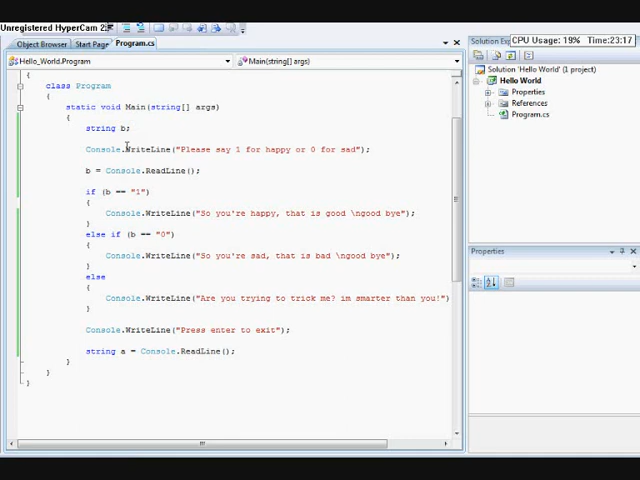 Unregistered HyperCam 2
CPU Usage: 19% Time:23:17
Object Browser Start Page Program.cs
Solution Exp
Hello_World.Program Main(string[] args)
{
class Program
{
static void Main(string[] args)
{
string b;
Console.WriteLine("Please say 1 for happy or 0 for sad");
b = Console.ReadLine();
if (b == "1")
{
Console.WriteLine("So you're happy, that is good \ngood bye");
}
else if (b == "0")
{
Console.WriteLine("So you're sad, that is bad \ngood bye");
}
else
{
Console.WriteLine("Are you trying to trick me? im smarter than you!")
}
Console.WriteLine("Press enter to exit");
string a = Console.ReadLine();
}
}
}
Solution 'Hello World' (1 project)
Hello World
Properties
References
Program.cs
Properties